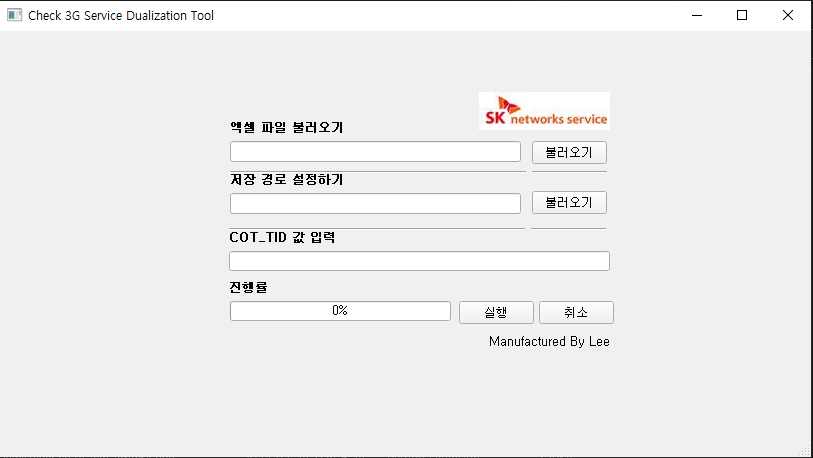 Check 3G Service Dualization Tool
SK networks service
엑셀 파일 불러오기
불러오기
저장 경로 설정하기
불러오기
COT_TID 값 입력
진행률
0%
실행
취소
Manufactured By Lee